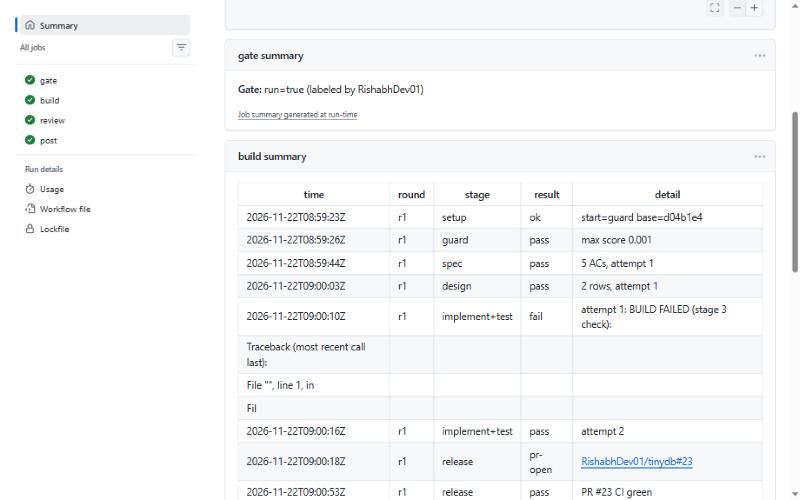 Summary
All jobs
gate
build
review
post
Run details
Usage
Workflow file
Lockfile
gate summary
Gate: run=true (labeled by RishabhDev01)
Job summary generated at run-time
build summary
time round stage result detail
2026-11-22T08:59:23Z r1 setup ok start=guard base=d04b1e4
2026-11-22T08:59:26Z r1 guard pass max score 0.001
2026-11-22T08:59:44Z r1 spec pass 5 ACs, attempt 1
2026-11-22T09:00:03Z r1 design pass 2 rows, attempt 1
2026-11-22T09:00:10Z r1 implement+test fail attempt 1: BUILD FAILED (stage 3
check):
Traceback (most recent call
last):
File "", line 1, in
Fil
2026-11-22T09:00:16Z r1 implement+test pass attempt 2
2026-11-22T09:00:18Z r1 release pr-
open RishabhDev01/tinydb#23
2026-11-22T09:00:53Z r1 release pass PR #23 CI green